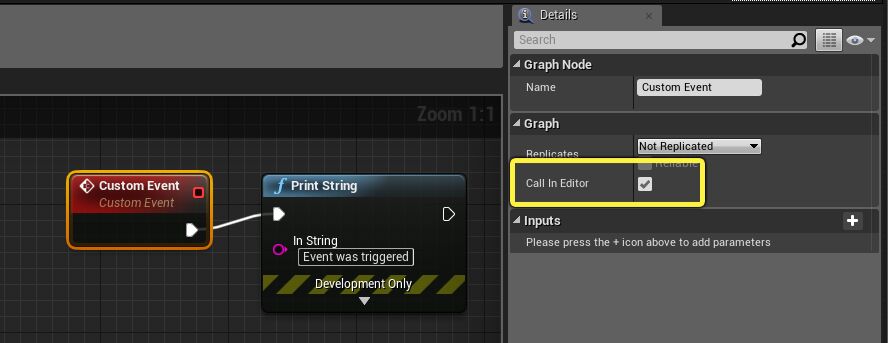 Details
Search
Graph Node
Name
Custom Event
Zoom 1:1
Graph
Replicates
Not Replicated
Reliable
Call In Editor
Inputs
Please press the + icon above to add parameters
Custom Event
Custom Event
Print String
In String
Event was triggered
Development Only